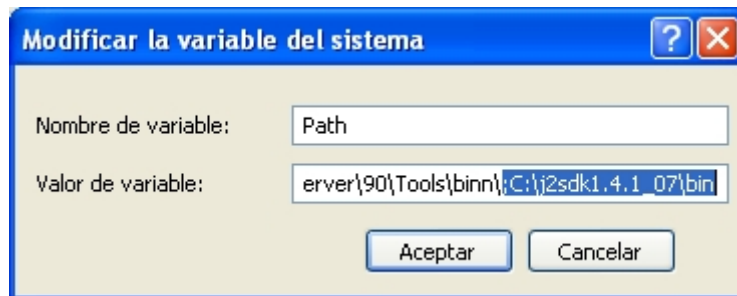 Modificar la variable del sistema
Nombre de variable: Path
Valor de variable: erver\90\Tools\binn\;C:\j2sdk1.4.1_07\bin
Aceptar Cancelar